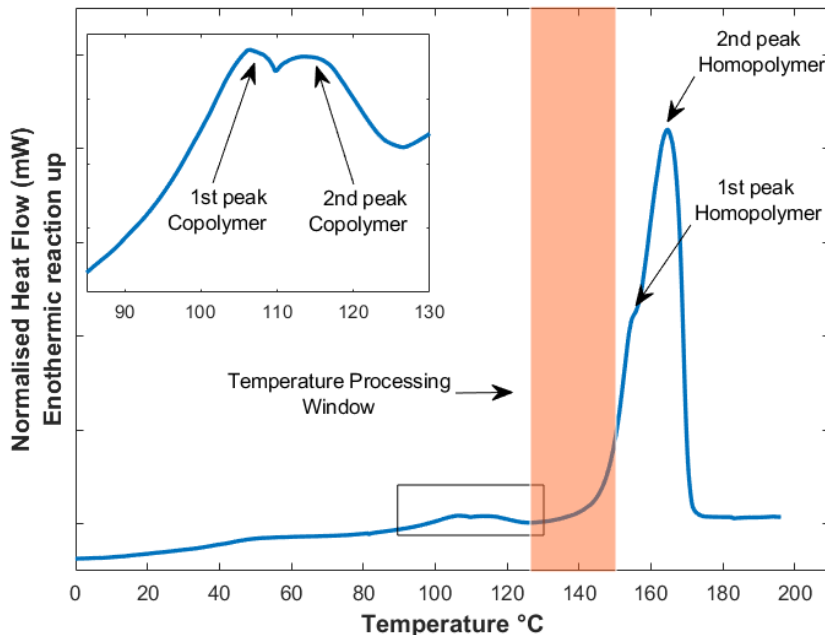 Normalised Heat Flow (mW)
Enothermic reaction up
1st peak
Copolymer
2nd peak
Copolymer
90
100
110
120
130
2nd peak
Homopolymer
1st peak
Homopolymer
Temperature Processing
Window
0
20
40
60
80
100
120
140
160
180
200
Temperature °C